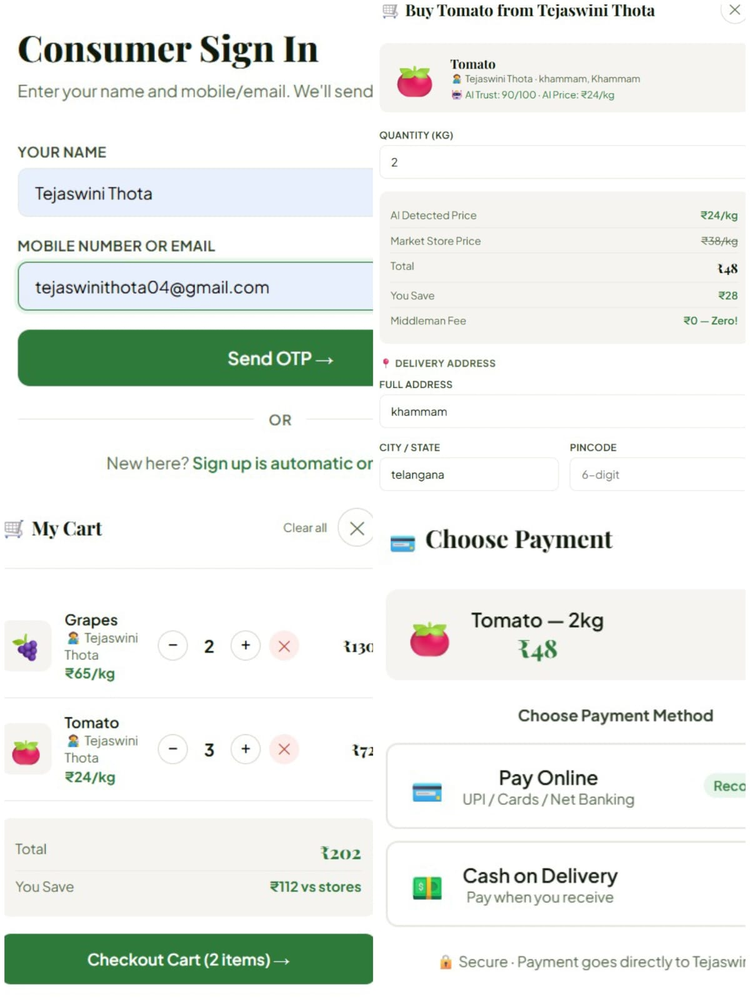 Consumer Sign In
Enter your name and mobile/email. We'll send
YOUR NAME
Tejaswini Thota
MOBILE NUMBER OR EMAIL
tejaswinithota04@gmail.com
Send OTP →
OR
New here? Sign up is automatic or
Buy Tomato from Tejaswini Thota
Tomato
Tejaswini Thota · khammam, Khammam
AI Trust: 90/100 · AI Price: ₹24/kg
QUANTITY (KG)
2
AI Detected Price ₹24/kg
Market Store Price ₹38/kg
Total ₹48
You Save ₹28
Middleman Fee ₹0 — Zero!
DELIVERY ADDRESS
FULL ADDRESS
khammam
CITY / STATE PINCODE
telangana 6-digit
My Cart Clear all
Grapes
Tejaswini
Thota
₹65/kg
− 2 + ₹130
Tomato
Tejaswini
Thota
₹24/kg
− 3 + ₹72
Total ₹202
You Save ₹112 vs stores
Checkout Cart (2 items) →
Choose Payment
Tomato — 2kg
₹48
Choose Payment Method
Pay Online
UPI / Cards / Net Banking
Reco
Cash on Delivery
Pay when you receive
Secure · Payment goes directly to Tejaswi